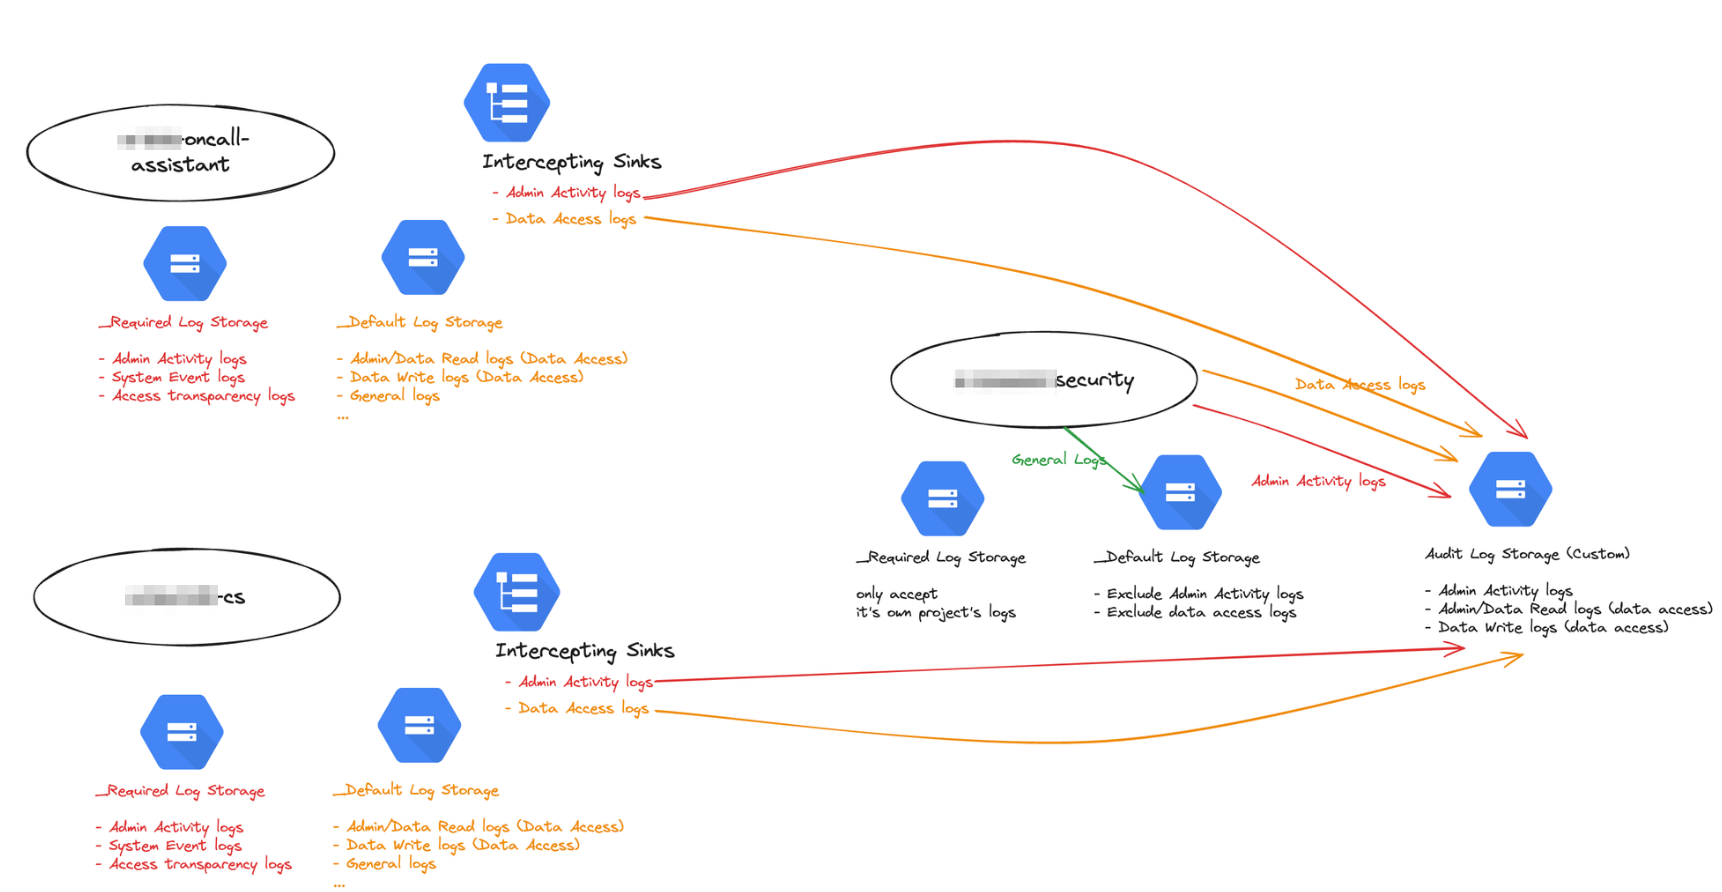 oncall-
assistant
Intercepting Sinks
- Admin Activity logs
- Data Access logs
_Required Log Storage
- Admin Activity logs
- System Event logs
- Access transparency logs
_Default Log Storage
- Admin/Data Read logs (Data Access)
- Data Write logs (Data Access)
- General logs
...
security
Data Access logs
General Logs
Admin Activity logs
_Required Log Storage
only accept
it's own project's logs
_Default Log Storage
- Exclude Admin Activity logs
- Exclude data access logs
Audit Log Storage (Custom)
- Admin Activity logs
- Admin/Data Read logs (data access)
- Data Write logs (data access)
-cs
Intercepting Sinks
- Admin Activity logs
- Data Access logs
_Required Log Storage
- Admin Activity logs
- System Event logs
- Access transparency logs
_Default Log Storage
- Admin/Data Read logs (Data Access)
- Data Write logs (Data Access)
- General logs
...